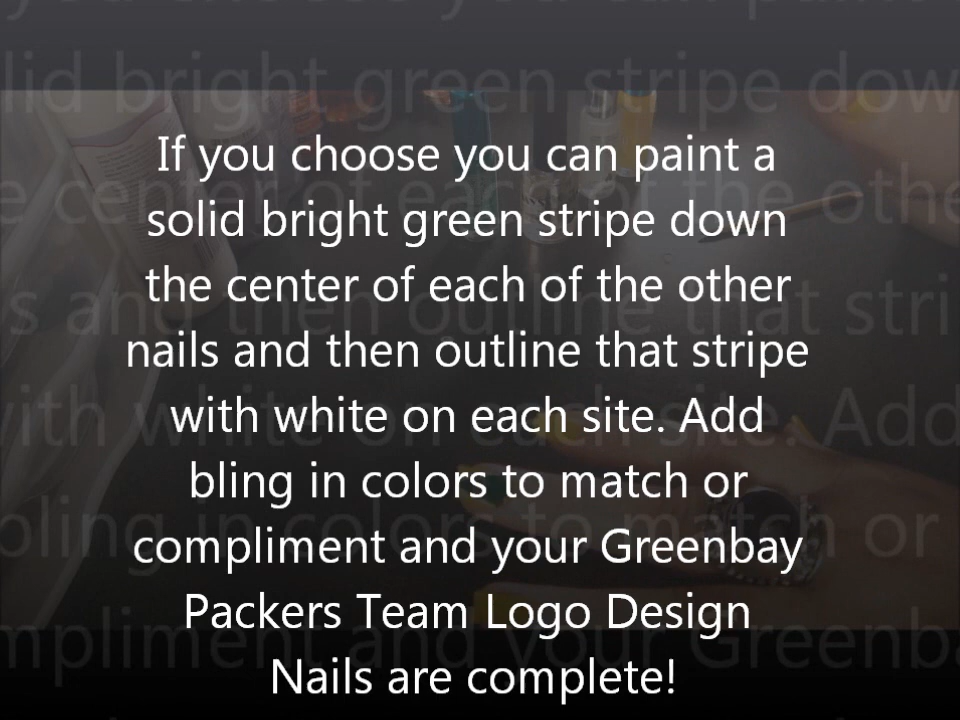 If you choose you can paint a
solid bright green stripe down
the center of each of the other
nails and then outline that stripe
with white on each site. Add
bling in colors to match or
compliment and your Greenbay
Packers Team Logo Design
Nails are complete!